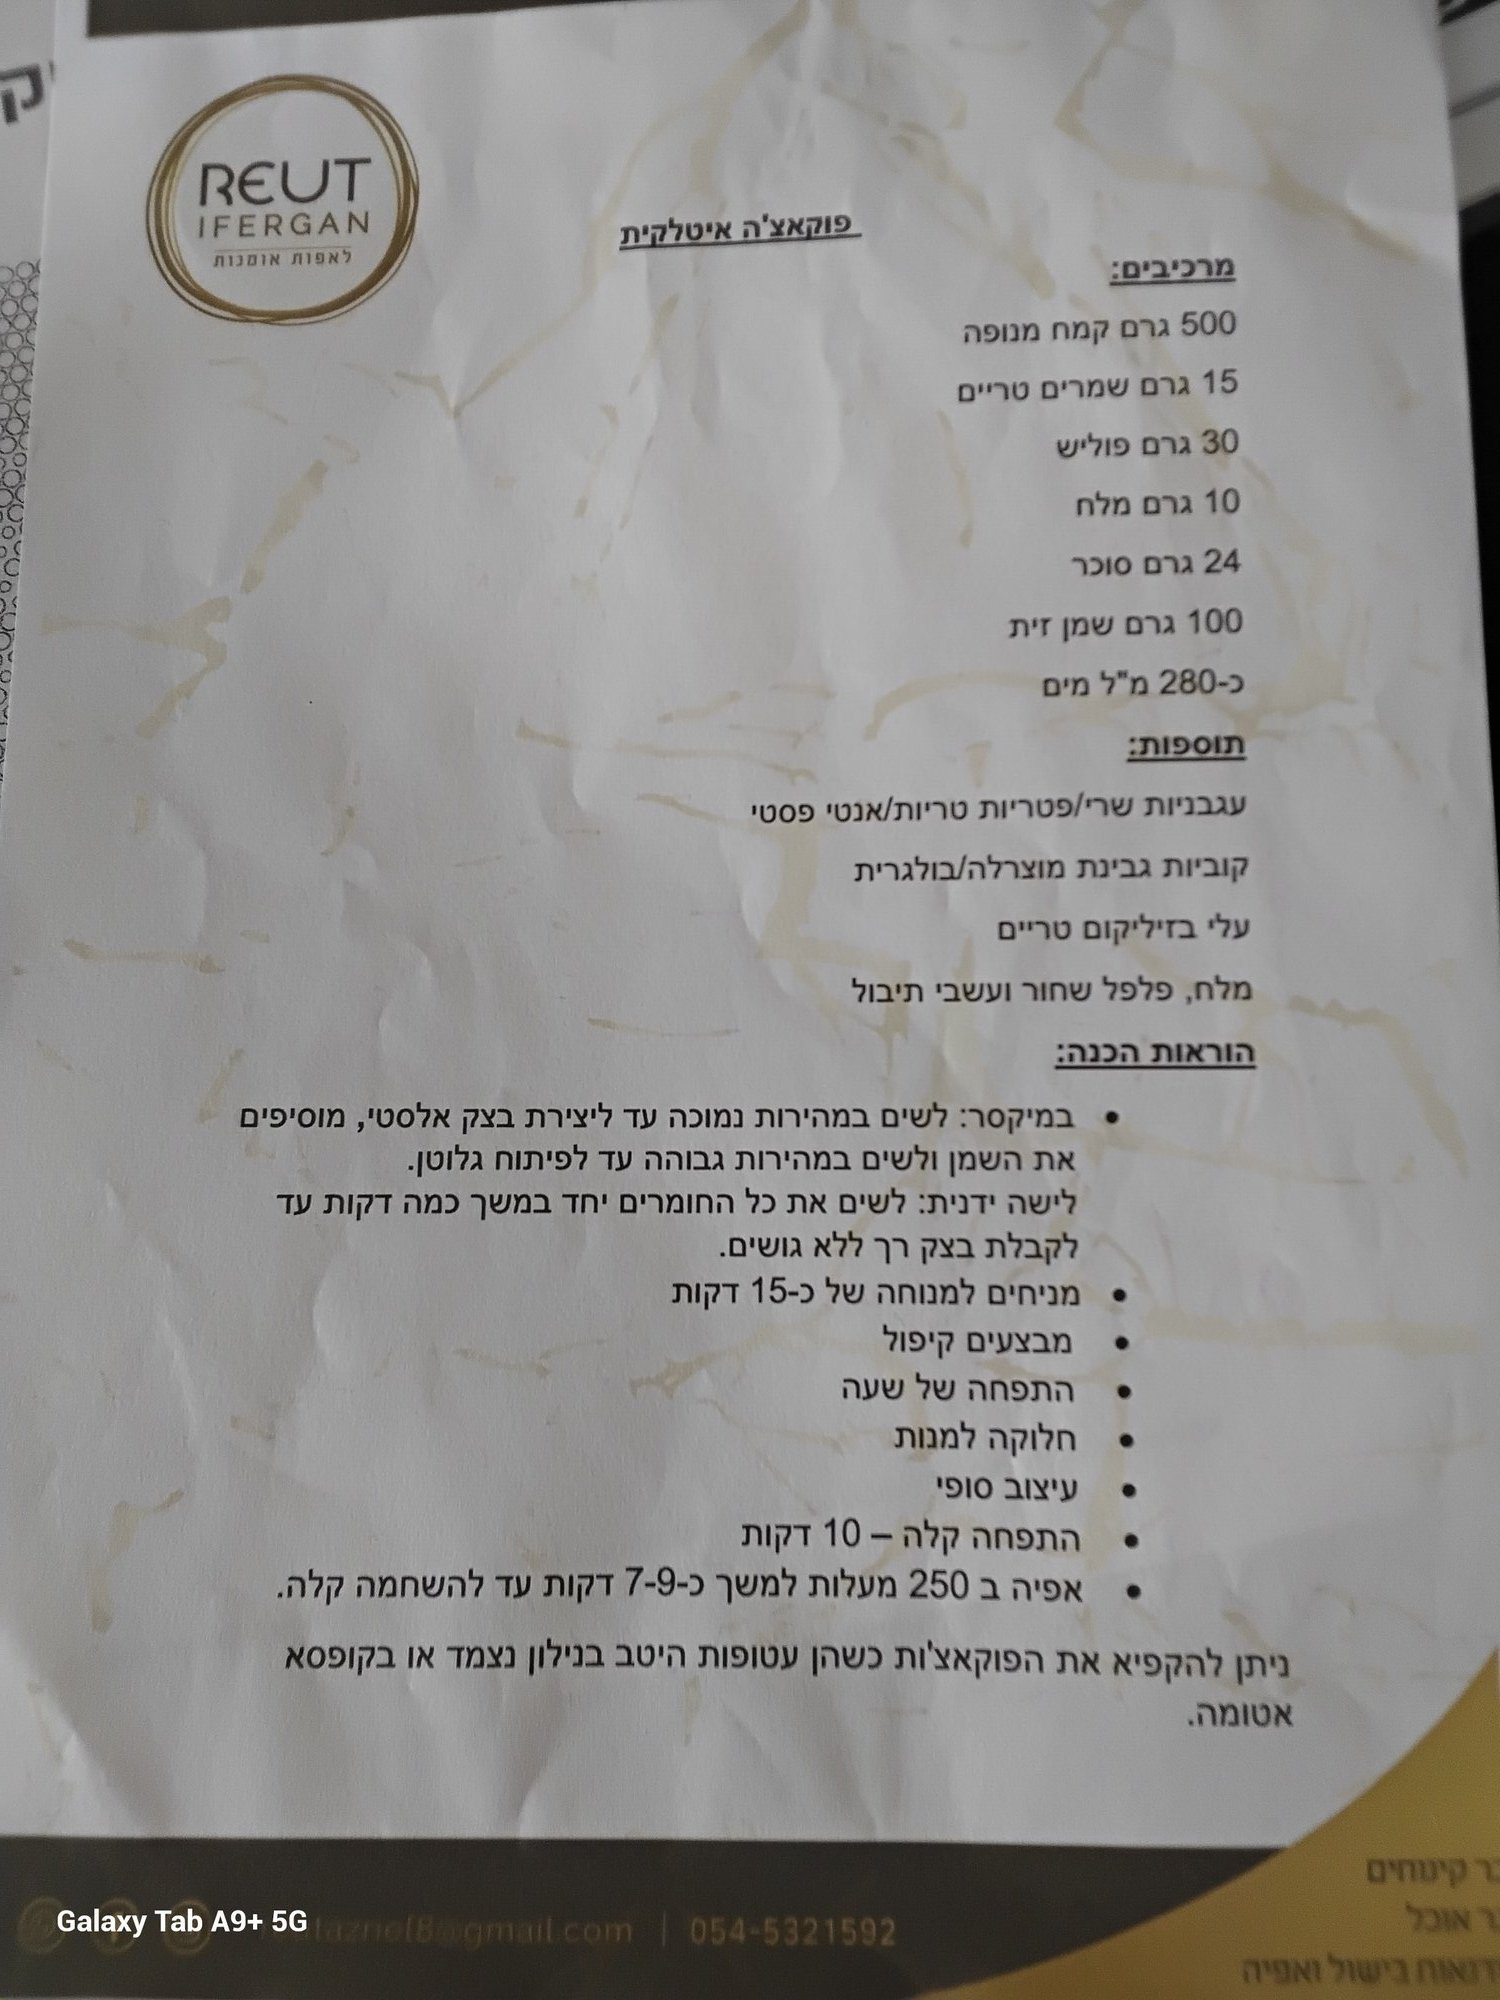 REUT
IFERGAN
לאפות אומנות
פוקאצ'ה איטלקית
מרכיבים:
500 גרם קמח מנופה
15 גרם שמרים טריים
30 גרם פוליש
10 גרם מלח
24 גרם סוכר
100 גרם שמן זית
כ-280 מ"ל מים
תוספות:
עגבניות שרי/פטריות טריות/אנטי פסטי
קוביות גבינת מוצרלה/בולגרית
עלי בזיליקום טריים
מלח, פלפל שחור ועשבי תיבול
הוראות הכנה:
• במיקסר: לשים במהירות נמוכה עד ליצירת בצק אלסטי, מוסיפים
את השמן ולשים במהירות גבוהה עד לפיתוח גלוטן.
לישה ידנית: לשים את כל החומרים יחד במשך כמה דקות עד
לקבלת בצק רך ללא גושים.
• מניחים למנוחה של כ-15 דקות
• מבצעים קיפול
• התפחה של שעה
• חלוקה למנות
• עיצוב סופי
• התפחה קלה – 10 דקות
• אפיה ב 250 מעלות למשך כ-7-9 דקות עד להשחמה קלה.
ניתן להקפיא את הפוקאצ'ות כשהן עטופות היטב בנילון נצמד או בקופסא
אטומה.
קינוחים
אוכל
בישול ואפיה
@gmail.com | 054-5321592
Galaxy Tab A9+ 5G